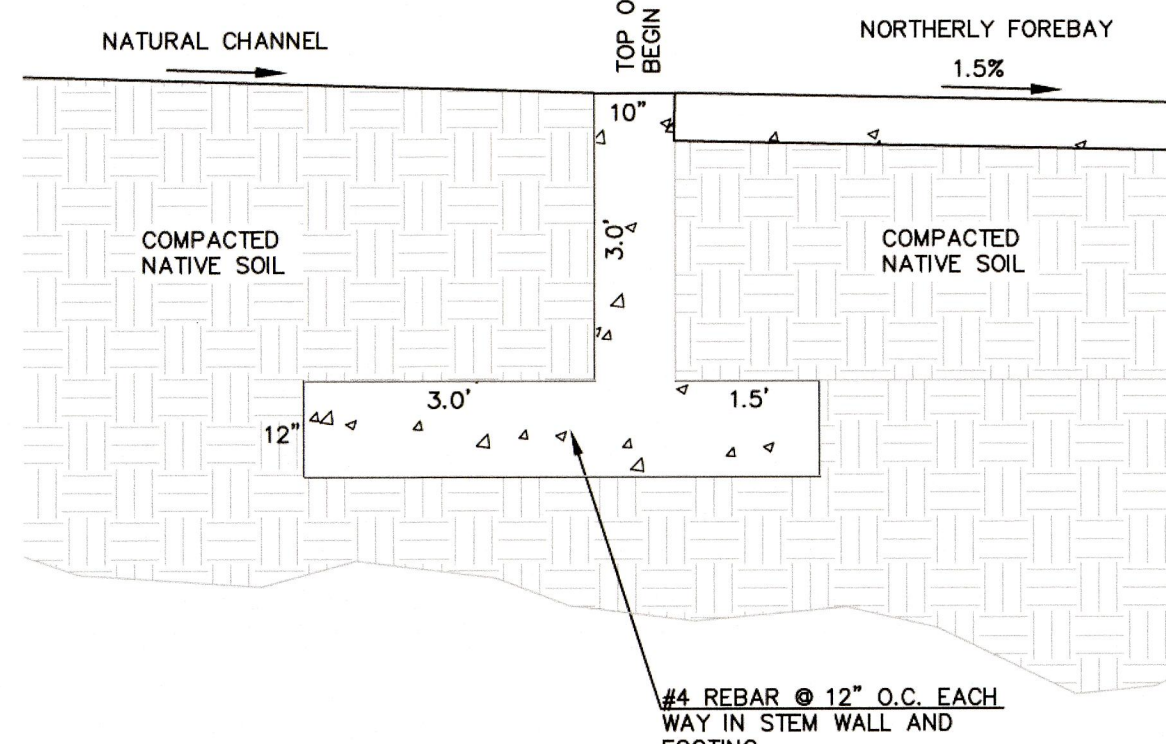 NATURAL CHANNEL
TOP O
BEGIN
NORTHERLY FOREBAY
1.5%
10"
COMPACTED
NATIVE SOIL
3.0'
COMPACTED
NATIVE SOIL
3.0'
1.5'
12"
#4 REBAR @ 12" O.C. EACH
WAY IN STEM WALL AND
FOOTING